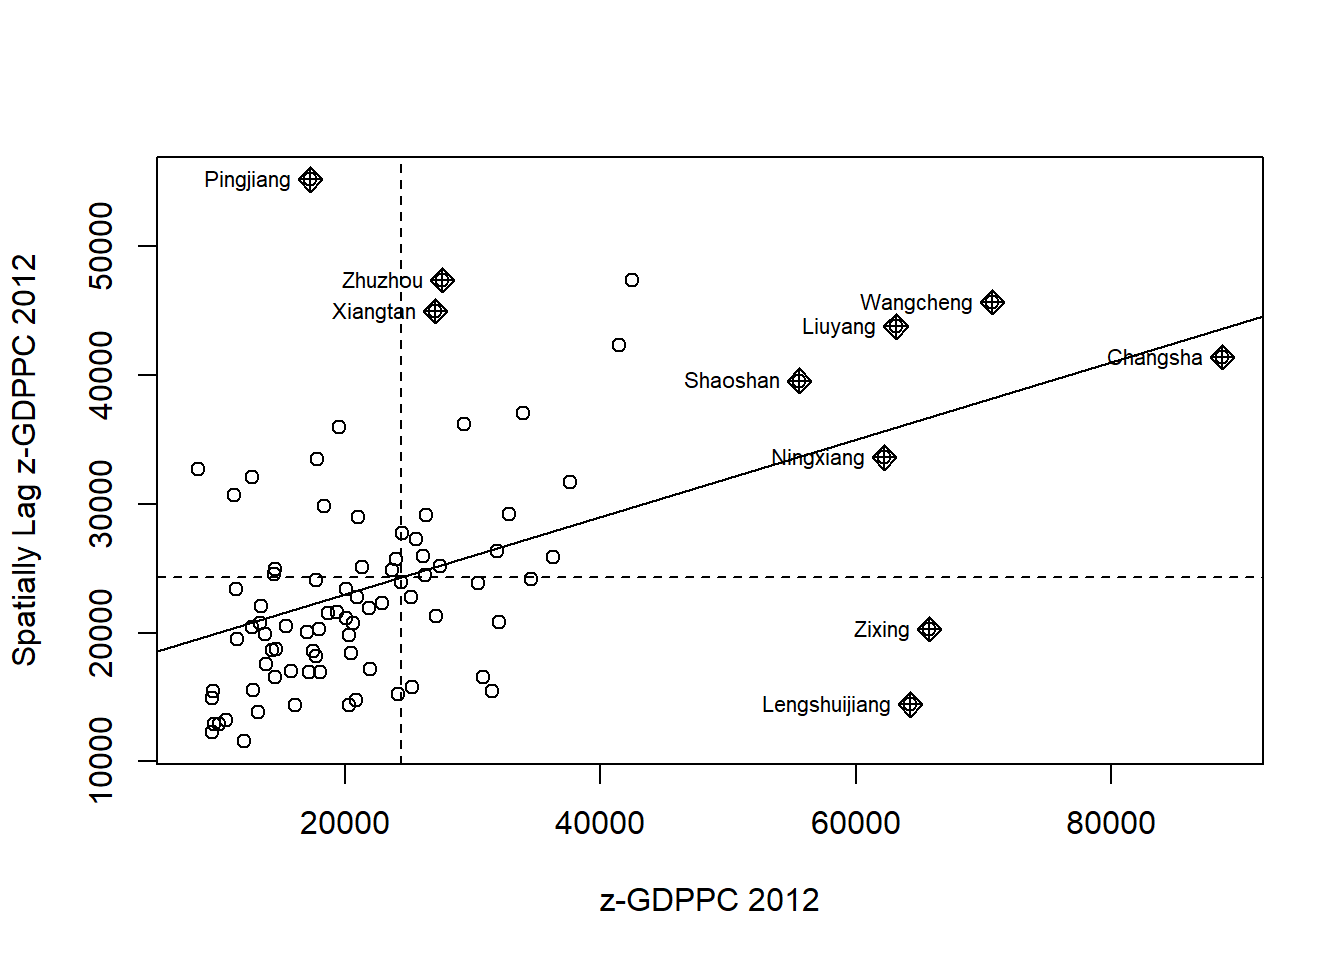 Pingjiang
Zhuzhou
Xiangtan
Wangcheng
Liuyang
Changsha
Shaoshan
Ningxiang
Zixing
Lengshuijiang
Spatially Lag z-GDPPC 2012
50000
40000
30000
20000
10000
20000 40000 60000 80000
z-GDPPC 2012